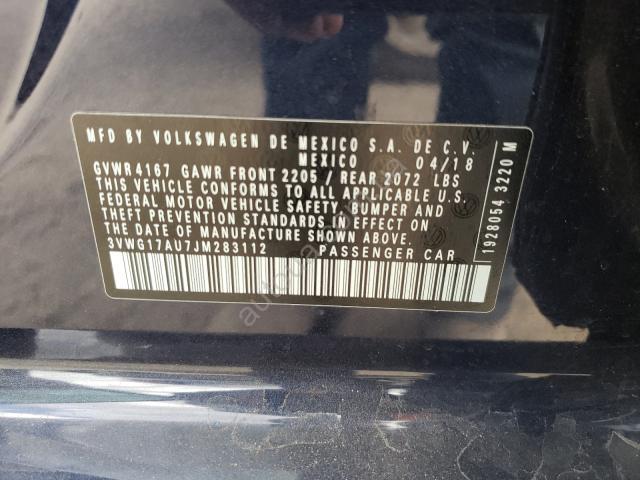 MFD BY VOLKSWAGEN DE MEXICO S.A. DE C.V.
MEXICO 04/18
GVWR 4167 GAWR FRONT 2205 / REAR 2072 LBS
THIS VEHICLE CONFORMS TO ALL APPLICABLE U.S.
FEDERAL MOTOR VEHICLE SAFETY, BUMPER AND
THEFT PREVENTION STANDARDS IN EFFECT ON
THE DATE OF MANUFACTURE SHOWN ABOVE.
3VWG17AU7JM283112 PASSENGER CAR
1928054 3220 M